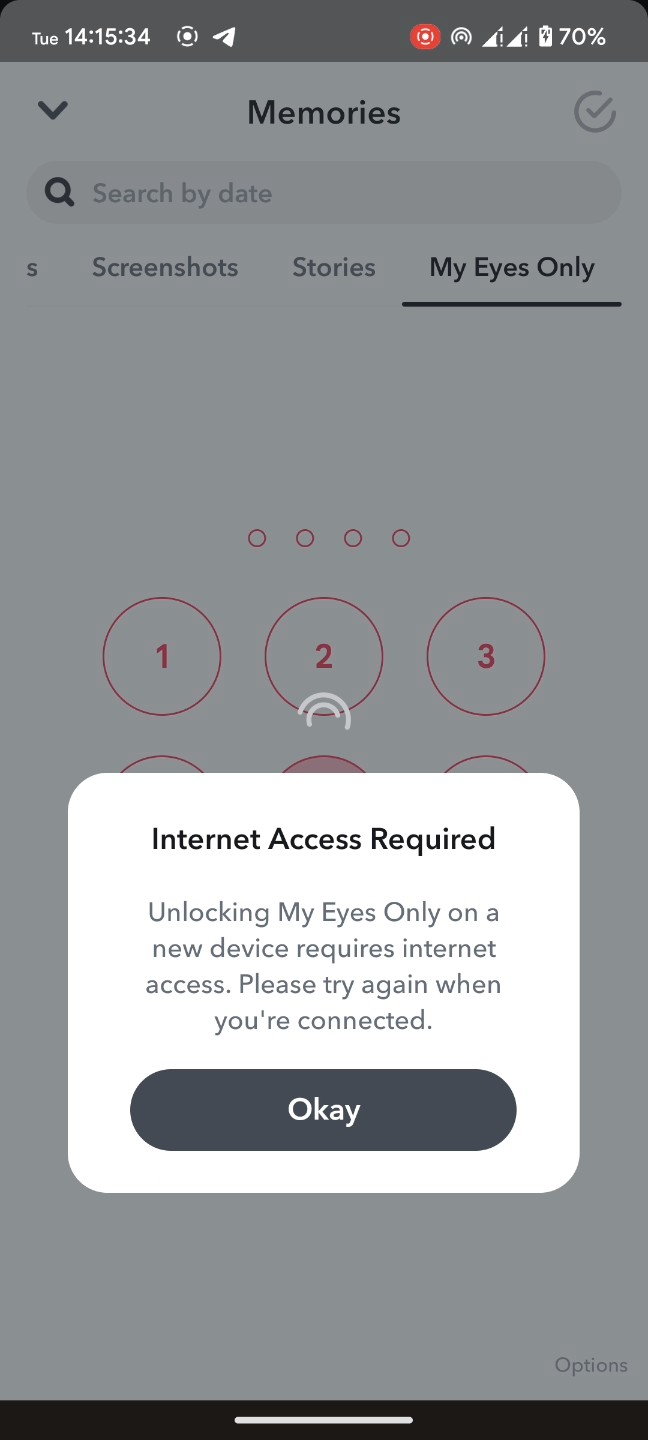 Tue 14:15:34 70%
Memories
Search by date
s Screenshots Stories My Eyes Only
1 2 3
Internet Access Required
Unlocking My Eyes Only on a
new device requires internet
access. Please try again when
you're connected.
Okay
Options